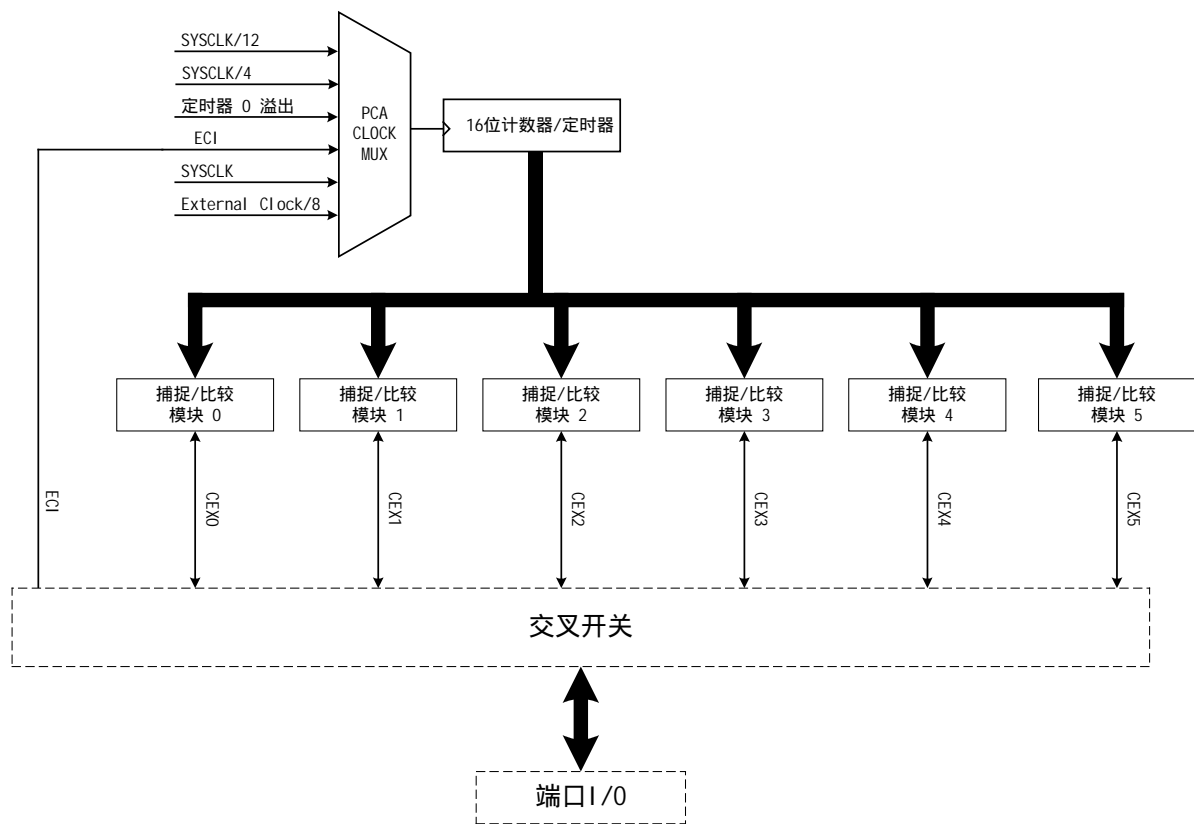 SYSCLK/12
SYSCLK/4
定时器 0 溢出
ECI
SYSCLK
External Clock/8
PCA
CLOCK
MUX
16位计数器/定时器
捕捉/比较
模块 0
捕捉/比较
模块 1
捕捉/比较
模块 2
捕捉/比较
模块 3
捕捉/比较
模块 4
捕捉/比较
模块 5
ECI
CEX0
CEX1
CEX2
CEX3
CEX4
CEX5
交叉开关
端口I/O